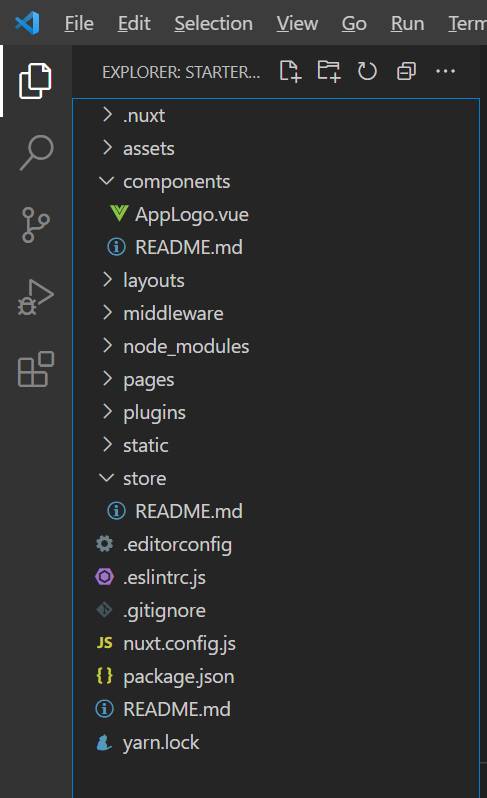 File Edit Selection View Go Run Term
EXPLORER: STARTER...
.nuxt
assets
components
AppLogo.vue
README.md
layouts
middleware
node_modules
pages
plugins
static
store
README.md
.editorconfig
.eslintrc.js
.gitignore
JS nuxt.config.js
{ } package.json
README.md
yarn.lock